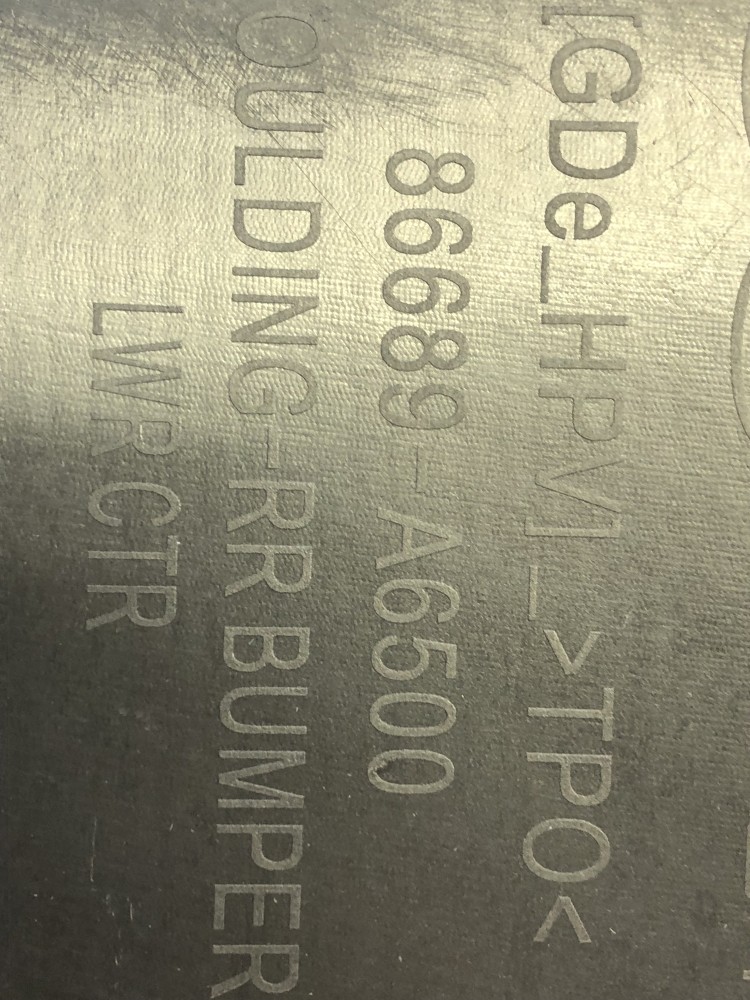 [GDe_HPV]_>TPO<
86689-A6500
OULDING-RR BUMPER
LWR CTR